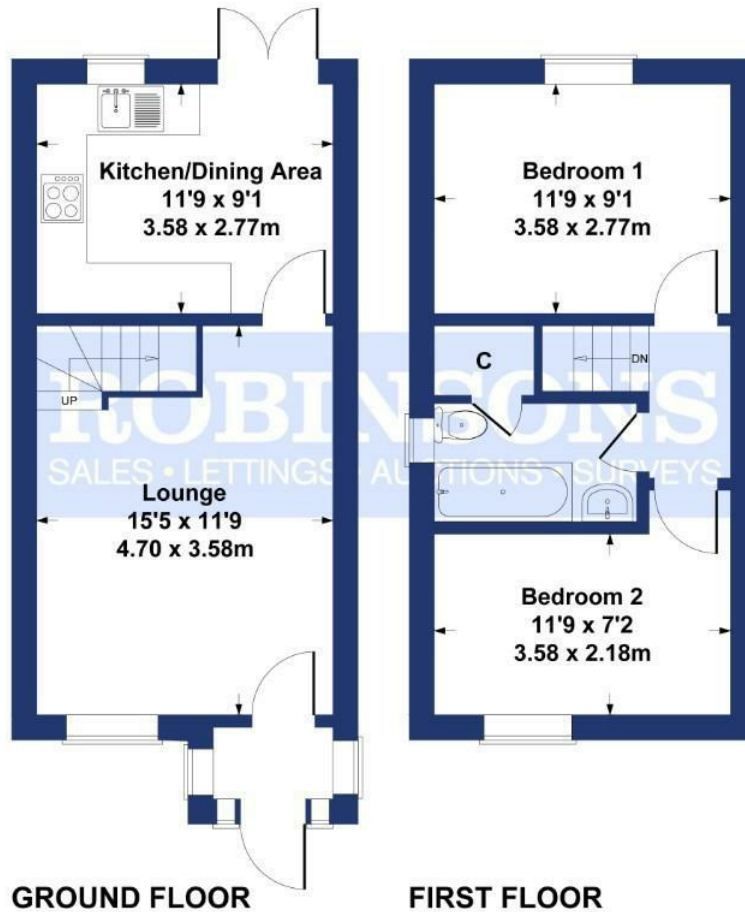 Kitchen/Dining Area
11'9 x 9'1
3.58 x 2.77m
Bedroom 1
11'9 x 9'1
3.58 x 2.77m
UP
C
DN
ROBINSONS
SALES • LETTINGS • AUCTIONS • SURVEYS
Lounge
15'5 x 11'9
4.70 x 3.58m
Bedroom 2
11'9 x 7'2
3.58 x 2.18m
GROUND FLOOR
FIRST FLOOR